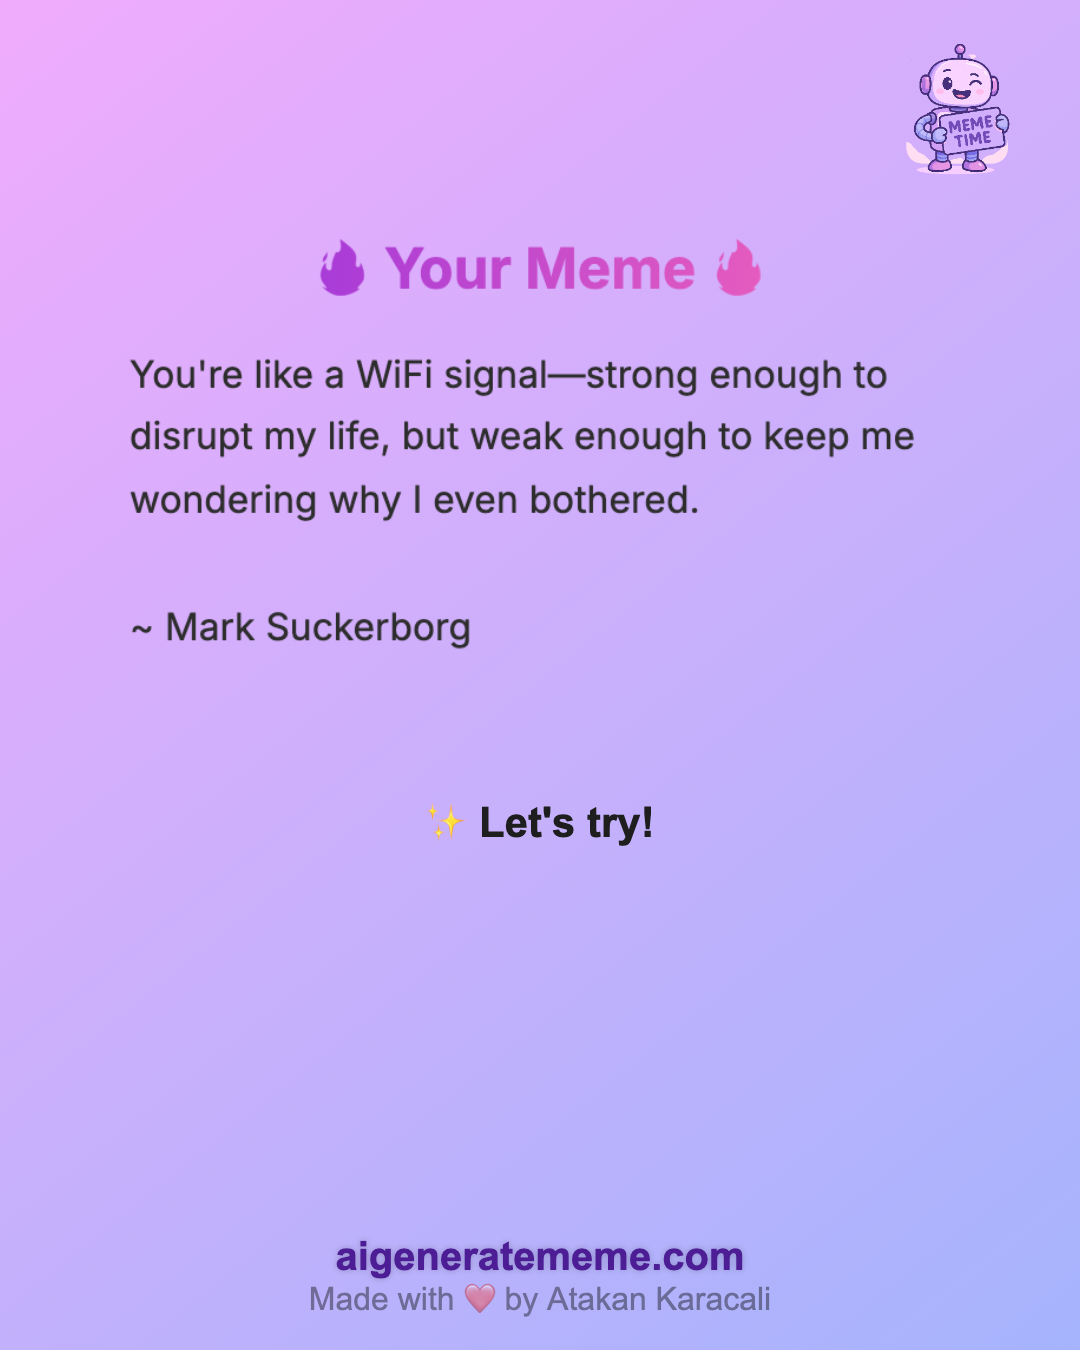 MEME
TIME
🔥 Your Meme 🔥
You're like a WiFi signal—strong enough to
disrupt my life, but weak enough to keep me
wondering why I even bothered.
~ Mark Suckerborg
✨ Let's try!
aigeneratememe.com
Made with 🩷 by Atakan Karacali